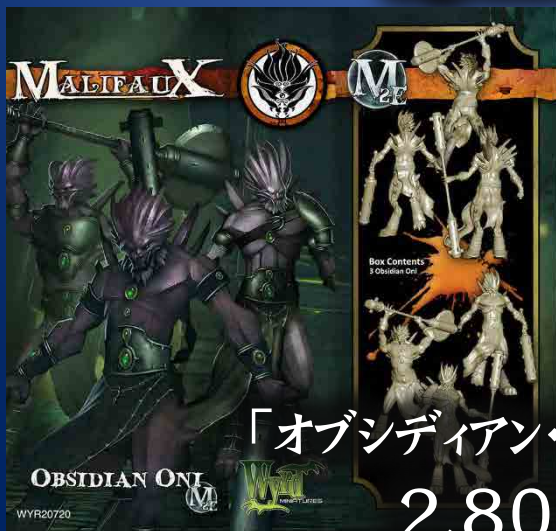 MALIFAUX
M2E
Box Contents
3 Obsidian Oni
「オブシディアン・
OBSIDIAN ONI
M2E
Wyrd
MINIATURES
WYR20720
2,80